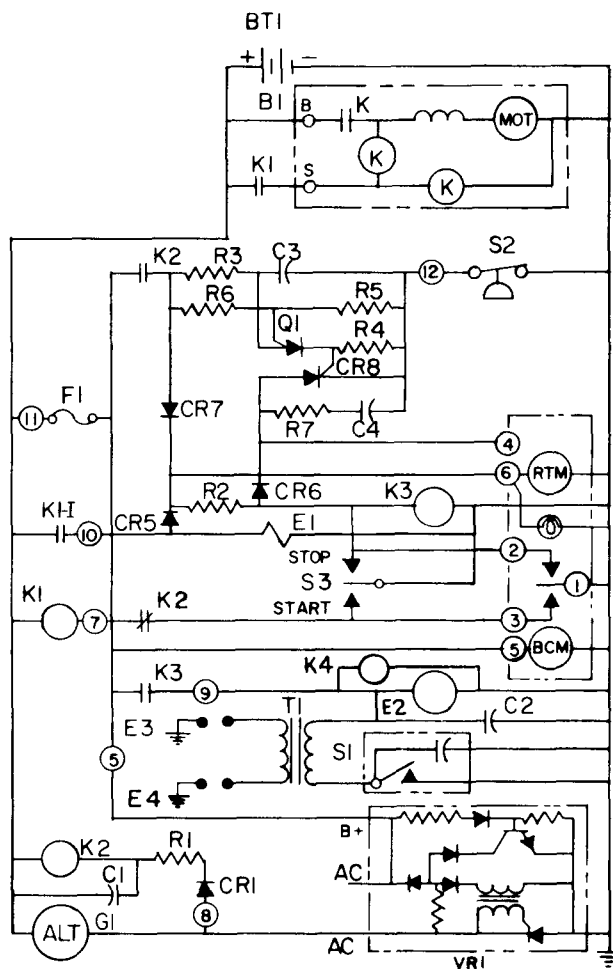 BT1
+ −
B1 B K MOT
K
K1 S K
K2 R3 C3 12 S2
R6 R5
Q1 R4
CR8
F1
11 CR7 R7 C4
4
6 RTM
R2 CR6 K3
K1-I
10 CR5 E1
STOP 2
S3 1
K1 K2 START
7 3
5 BCM
K4
K3 9
E2 C2
E3 T1
S1
5
E4
B+
K2 R1
C1 CR1 AC
8
ALT G1
AC VR1